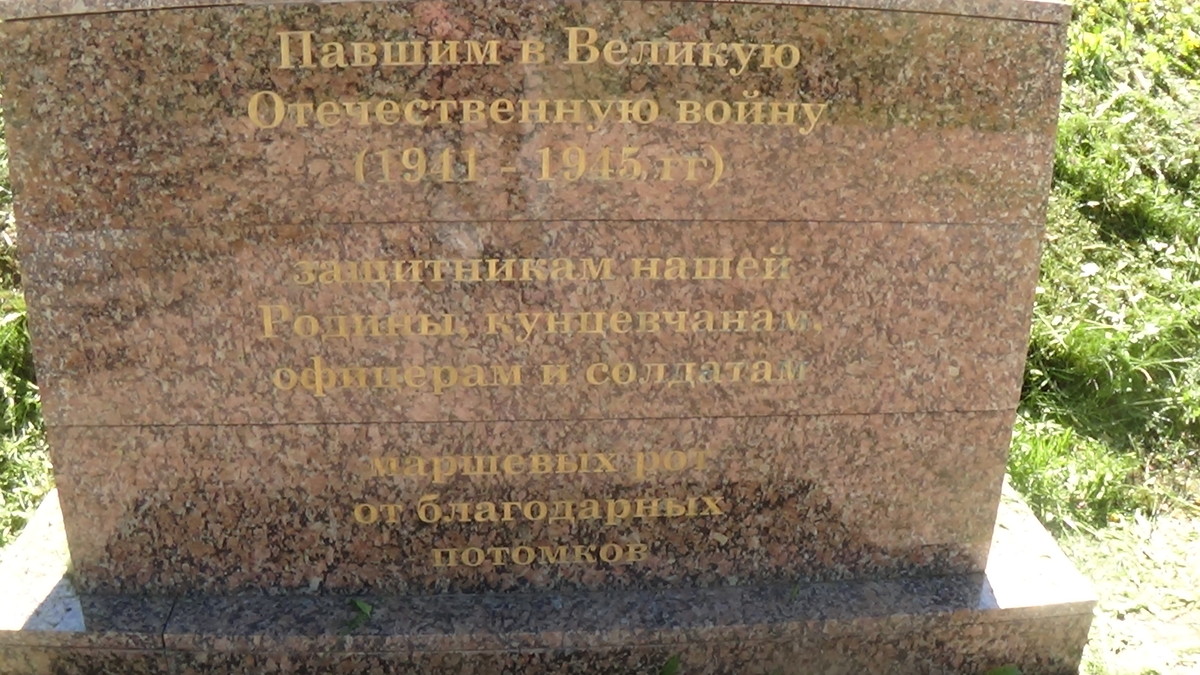 Павшим в Великую
Отечественную войну
(1941 - 1945 гг)
защитникам нашей
Родины, кунцевчанам,
офицерам и солдатам
маршевых рот
от благодарных
потомков